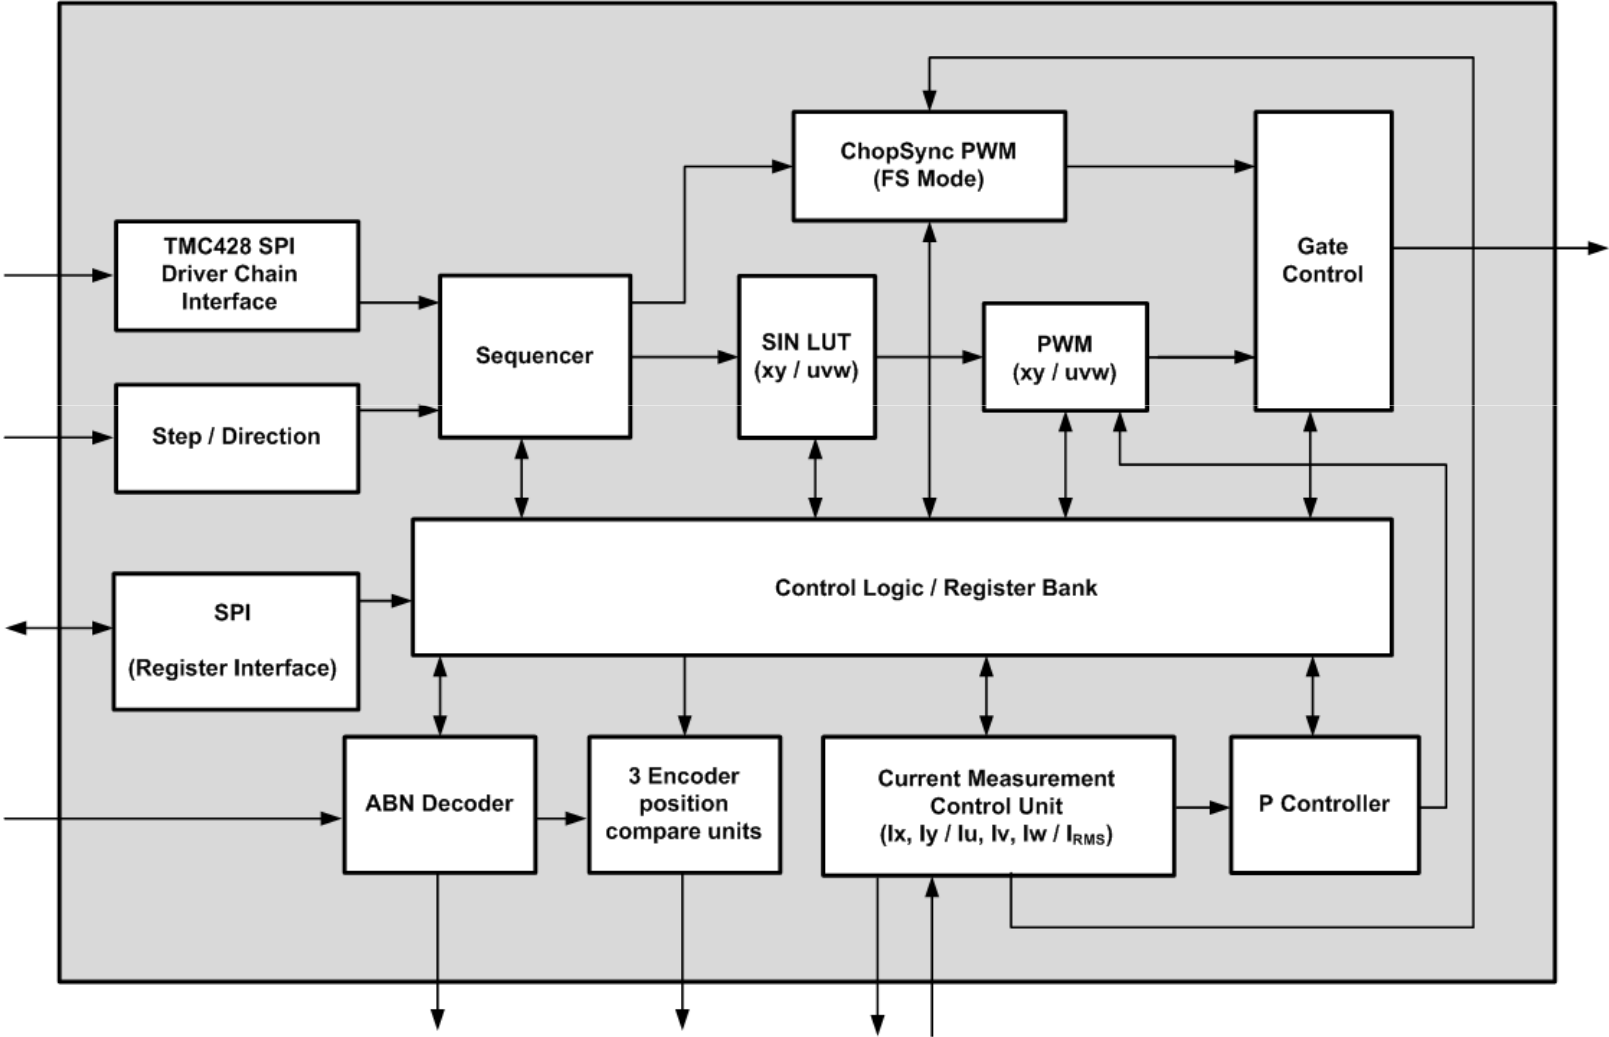 ChopSync PWM
(FS Mode)
Gate
Control
TMC428 SPI
Driver Chain
Interface
Sequencer
SIN LUT
(xy / uvw)
PWM
(xy / uvw)
Step / Direction
Control Logic / Register Bank
SPI
(Register Interface)
ABN Decoder
3 Encoder
position
compare units
Current Measurement
Control Unit
(Ix, Iy / Iu, Iv, Iw / IRMS)
P Controller